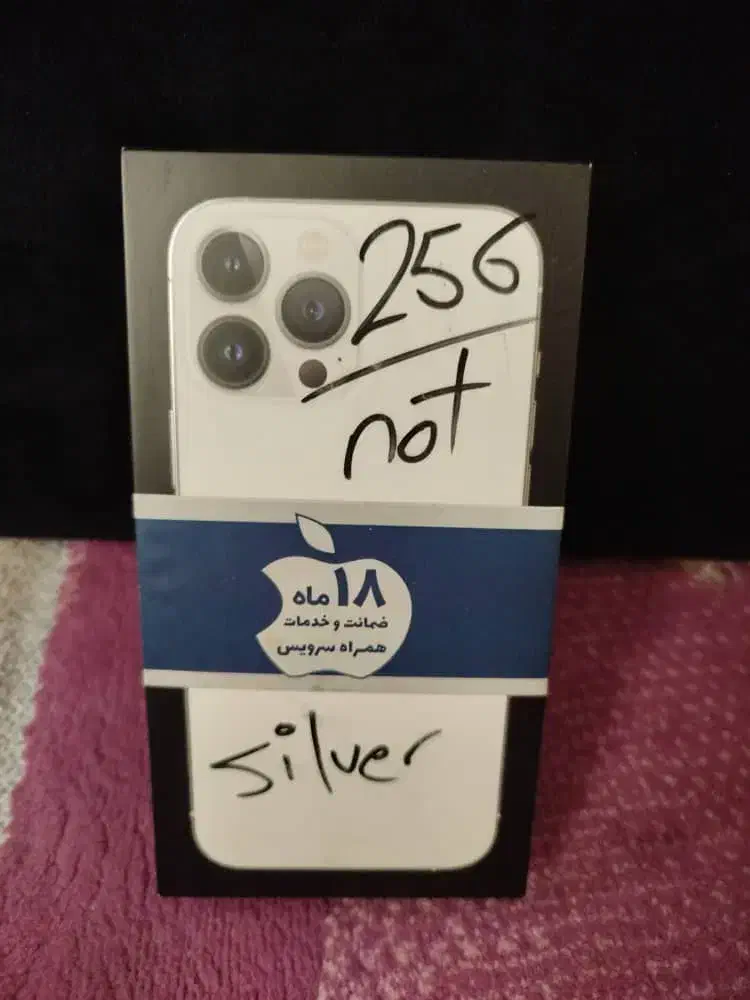 256
not
۱۸ ماه
ضمانت و خدمات
همراه سرویس
silver